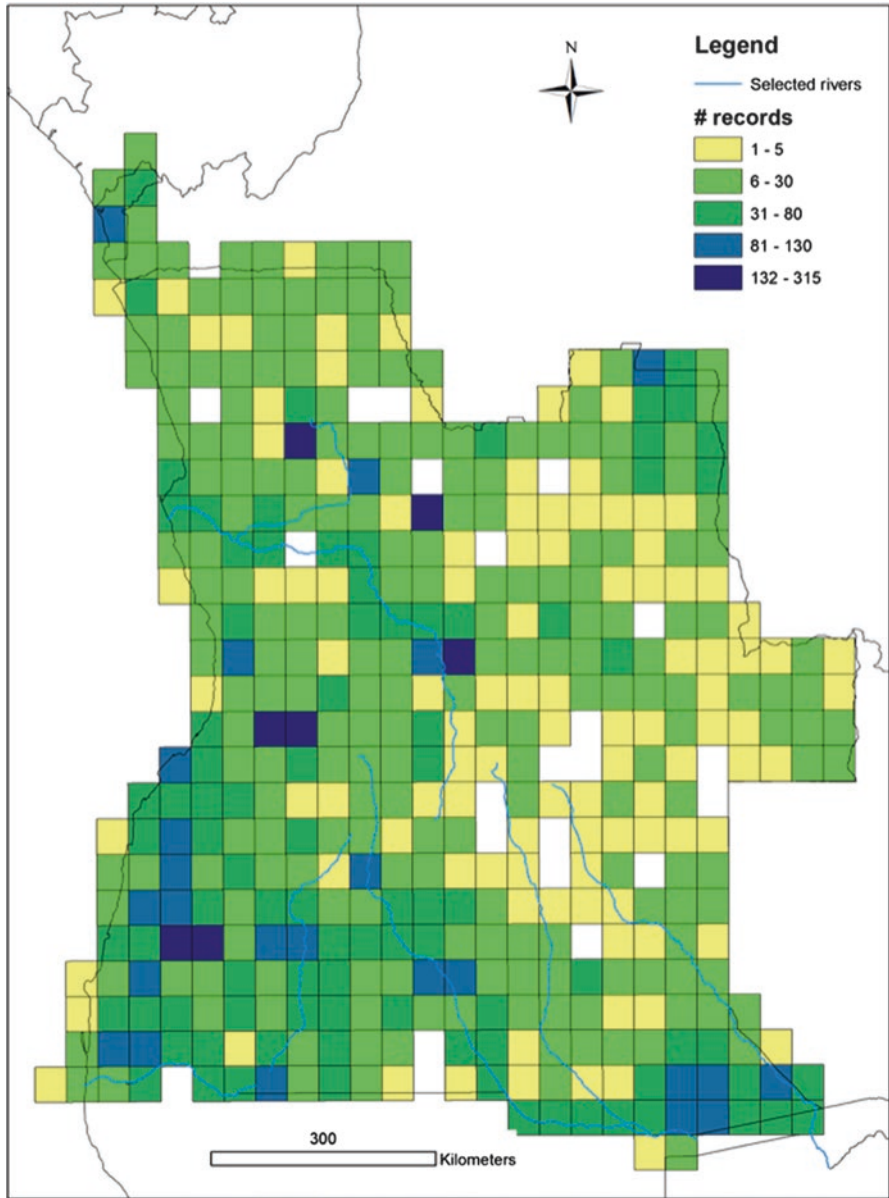 N
Legend
Selected rivers
# records
1 - 5
6 - 30
31 - 80
81 - 130
132 - 315
300
Kilometers